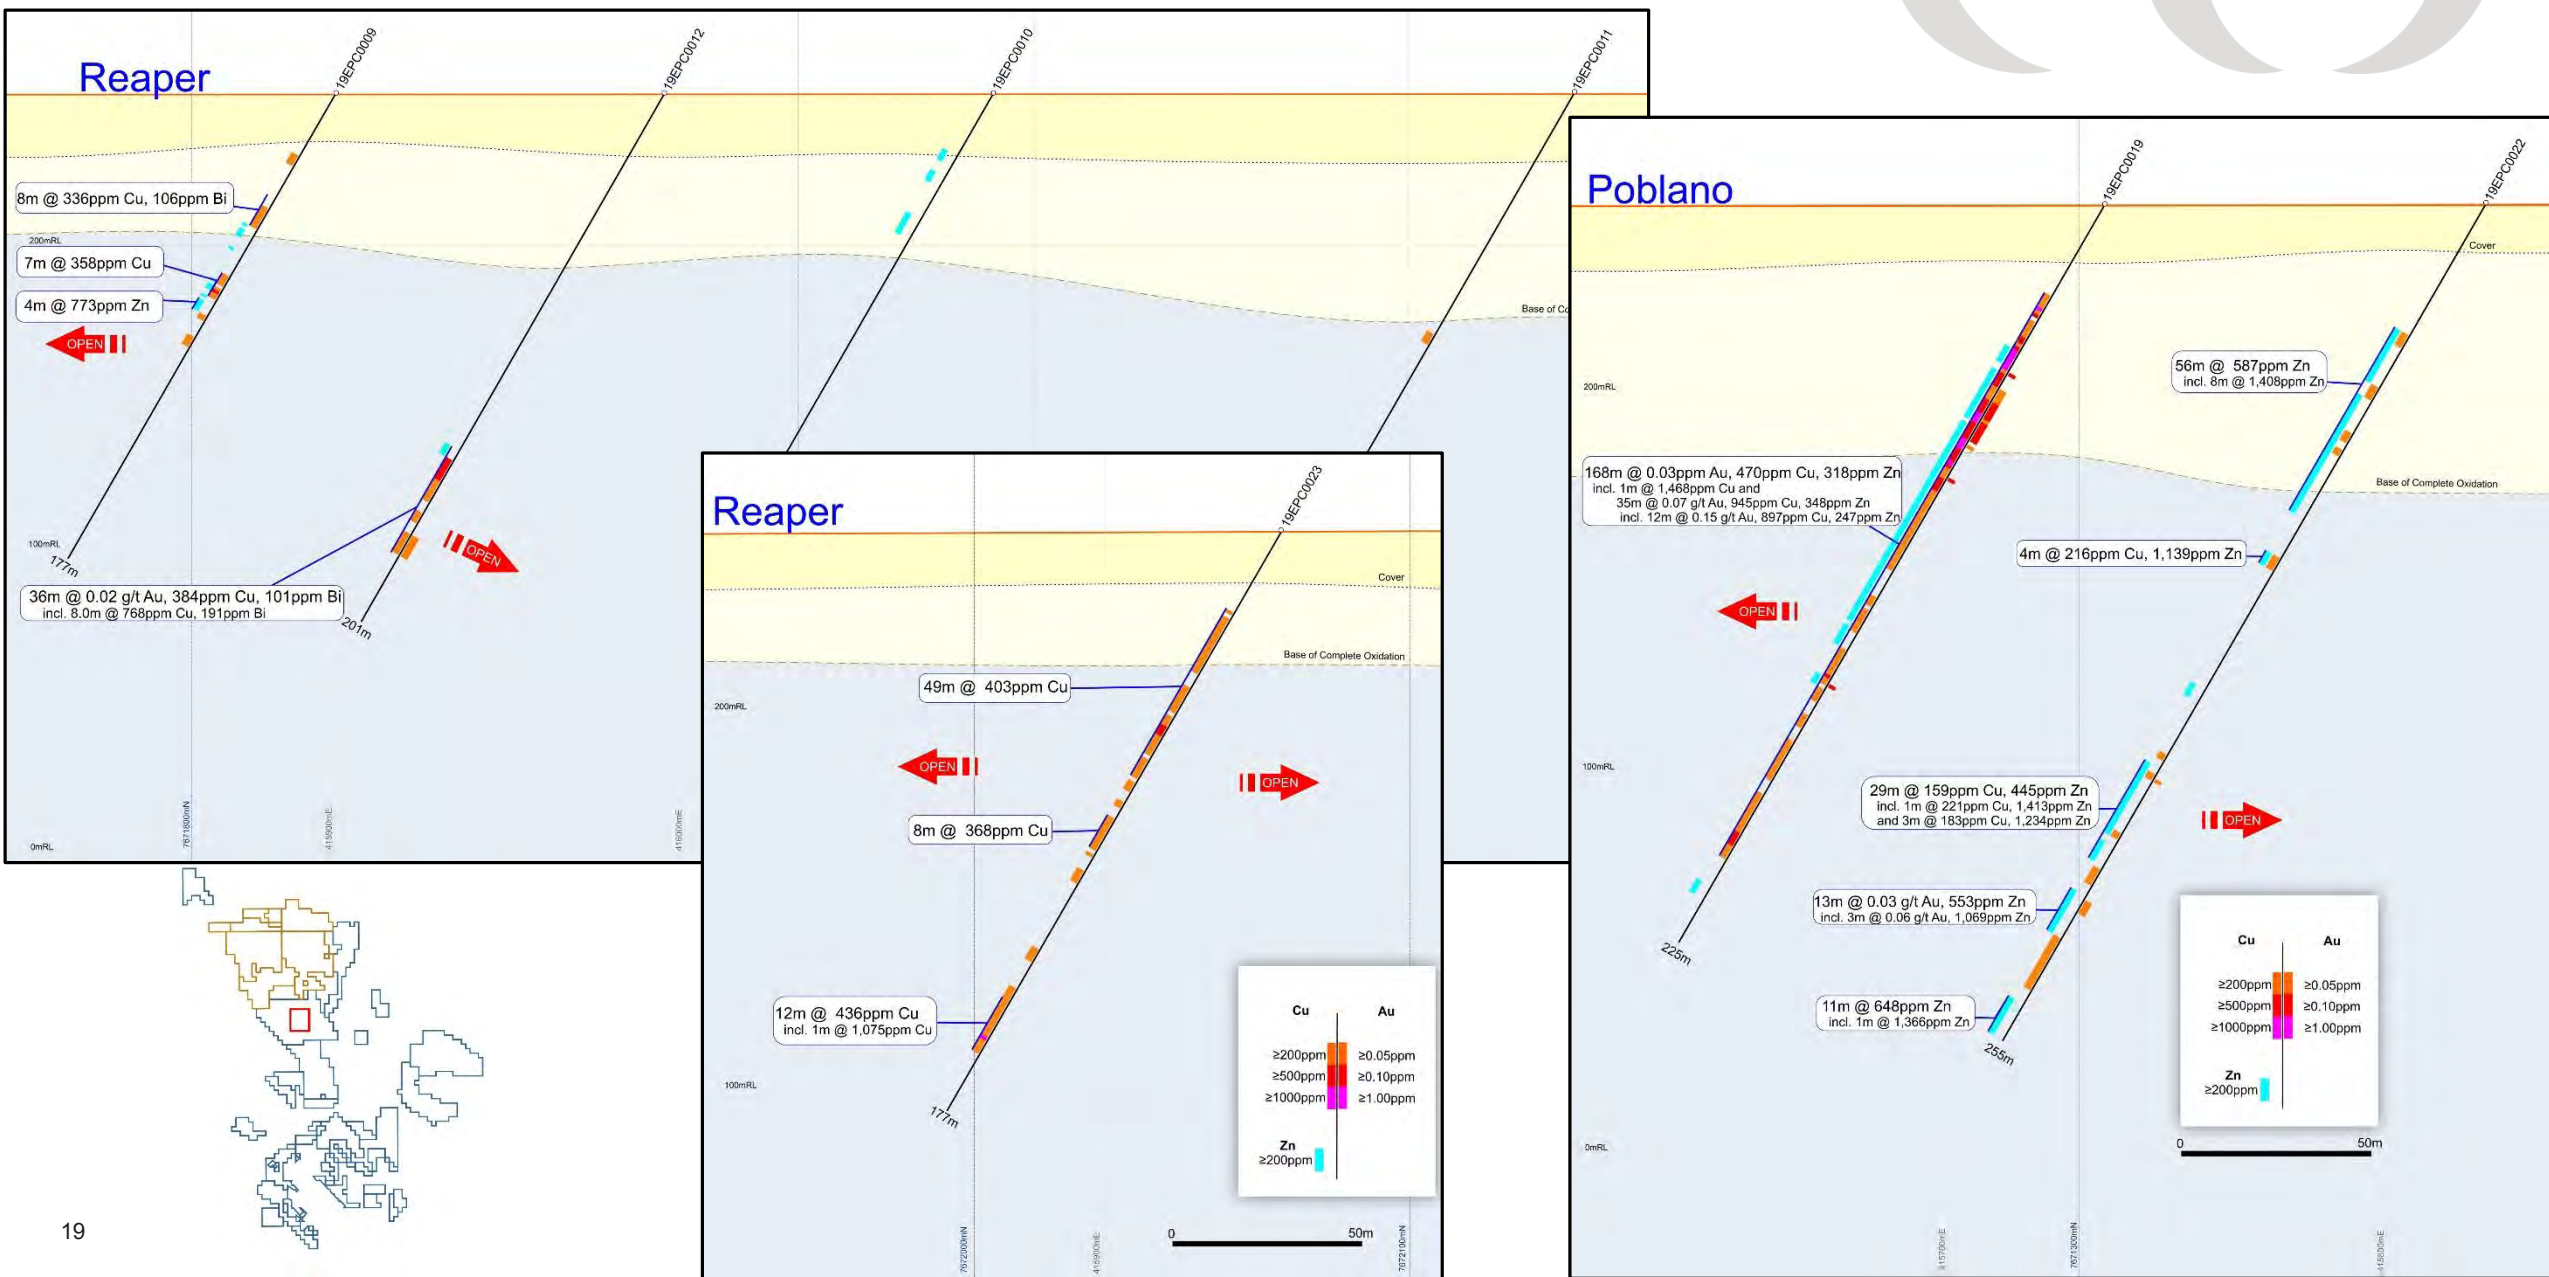 Reaper
19EPC0009
19EPC0012
19EPC0010
19EPC0011
8m @ 336ppm Cu, 106ppm Bi
200mRL
7m @ 358ppm Cu
4m @ 773ppm Zn
OPEN
Base of Co
100mRL
177m
OPEN
36m @ 0.02 g/t Au, 384ppm Cu, 101ppm Bi
incl. 8.0m @ 768ppm Cu, 191ppm Bi
201m
0mRL
7671800mN
415900mE
416000mE
Reaper
19EPC0023
Cover
Base of Complete Oxidation
49m @ 403ppm Cu
200mRL
OPEN
OPEN
8m @ 368ppm Cu
12m @ 436ppm Cu
incl. 1m @ 1,075ppm Cu
100mRL
177m
Cu Au
≥200ppm ≥0.05ppm
≥500ppm ≥0.10ppm
≥1000ppm ≥1.00ppm
Zn
≥200ppm
0 50m
7672000mN
415900mE
7672100mN
Poblano
19EPC0019
19EPC0022
Cover
56m @ 587ppm Zn
incl. 8m @ 1,408ppm Zn
200mRL
168m @ 0.03ppm Au, 470ppm Cu, 318ppm Zn
incl. 1m @ 1,468ppm Cu and
35m @ 0.07 g/t Au, 945ppm Cu, 348ppm Zn
incl. 12m @ 0.15 g/t Au, 897ppm Cu, 247ppm Zn
Base of Complete Oxidation
4m @ 216ppm Cu, 1,139ppm Zn
OPEN
100mRL
29m @ 159ppm Cu, 445ppm Zn
incl. 1m @ 221ppm Cu, 1,413ppm Zn
and 3m @ 183ppm Cu, 1,234ppm Zn
OPEN
13m @ 0.03 g/t Au, 553ppm Zn
incl. 3m @ 0.06 g/t Au, 1,069ppm Zn
225m
11m @ 648ppm Zn
incl. 1m @ 1,366ppm Zn
255m
Cu Au
≥200ppm ≥0.05ppm
≥500ppm ≥0.10ppm
≥1000ppm ≥1.00ppm
Zn
≥200ppm
0 50m
0mRL
415700mE
7671300mN
415800mE
19